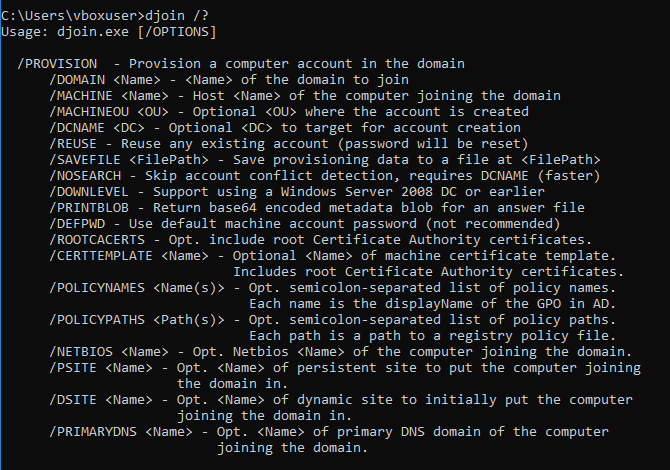 C:\Users\vboxuser>djoin /?
Usage: djoin.exe [/OPTIONS]
/PROVISION - Provision a computer account in the domain
/DOMAIN <Name> - <Name> of the domain to join
/MACHINE <Name> - Host <Name> of the computer joining the domain
/MACHINEOU <OU> - Optional <OU> where the account is created
/DCNAME <DC> - Optional <DC> to target for account creation
/REUSE - Reuse any existing account (password will be reset)
/SAVEFILE <FilePath> - Save provisioning data to a file at <FilePath>
/NOSEARCH - Skip account conflict detection, requires DCNAME (faster)
/DOWNLEVEL - Support using a Windows Server 2008 DC or earlier
/PRINTBLOB - Return base64 encoded metadata blob for an answer file
/DEFPWD - Use default machine account password (not recommended)
/ROOTCACERTS - Opt. include root Certificate Authority certificates.
/CERTTEMPLATE <Name> - Optional <Name> of machine certificate template.
Includes root Certificate Authority certificates.
/POLICYNAMES <Name(s)> - Opt. semicolon-separated list of policy names.
Each name is the displayName of the GPO in AD.
/POLICYPATHS <Path(s)> - Opt. semicolon-separated list of policy paths.
Each path is a path to a registry policy file.
/NETBIOS <Name> - Opt. Netbios <Name> of the computer joining the domain.
/PSITE <Name> - Opt. <Name> of persistent site to put the computer joining
the domain in.
/DSITE <Name> - Opt. <Name> of dynamic site to initially put the computer
joining the domain in.
/PRIMARYDNS <Name> - Opt. <Name> of primary DNS domain of the computer
joining the domain.